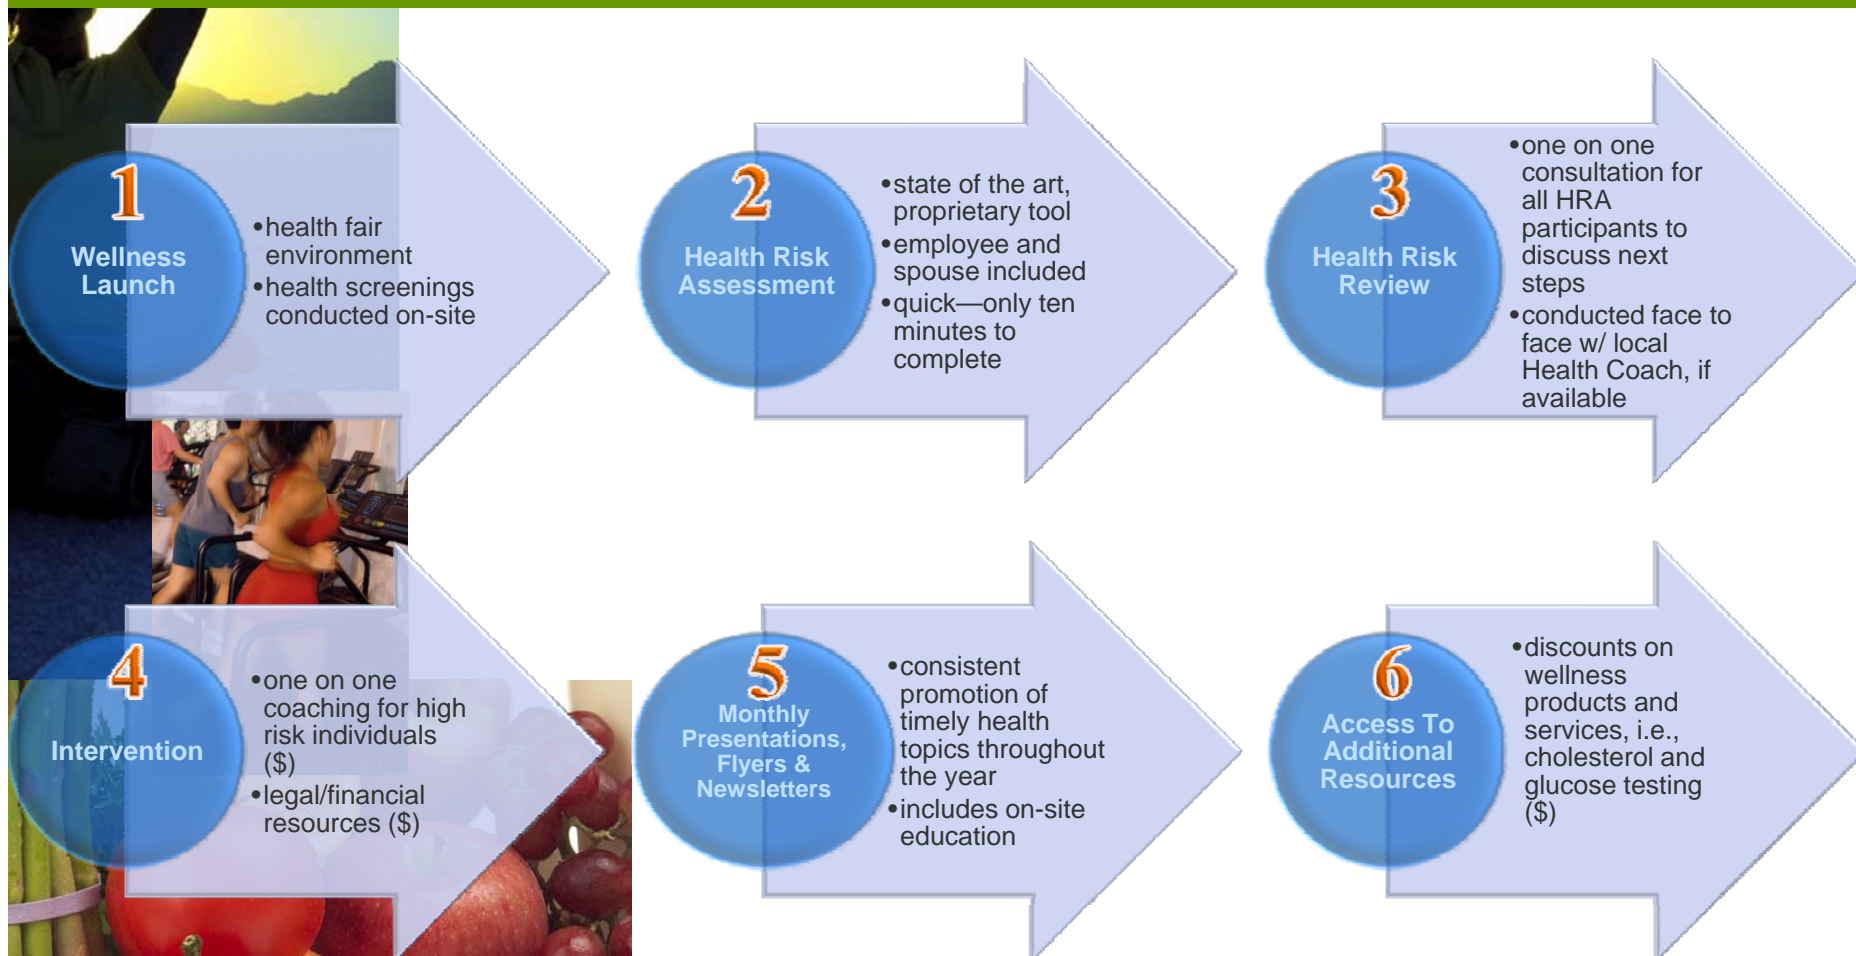 1
Wellness
Launch
•health fair
environment
•health screenings
conducted on-site
2
Health Risk
Assessment
•state of the art,
proprietary tool
•employee and
spouse included
•quick—only ten
minutes to
complete
3
Health Risk
Review
•one on one
consultation for
all HRA
participants to
discuss next
steps
•conducted face to
face w/ local
Health Coach, if
available
4
Intervention
•one on one
coaching for high
risk individuals
($)
•legal/financial
resources ($)
5
Monthly
Presentations,
Flyers &
Newsletters
•consistent
promotion of
timely health
topics throughout
the year
•includes on-site
education
6
Access To
Additional
Resources
•discounts on
wellness
products and
services, i.e.,
cholesterol and
glucose testing
($)